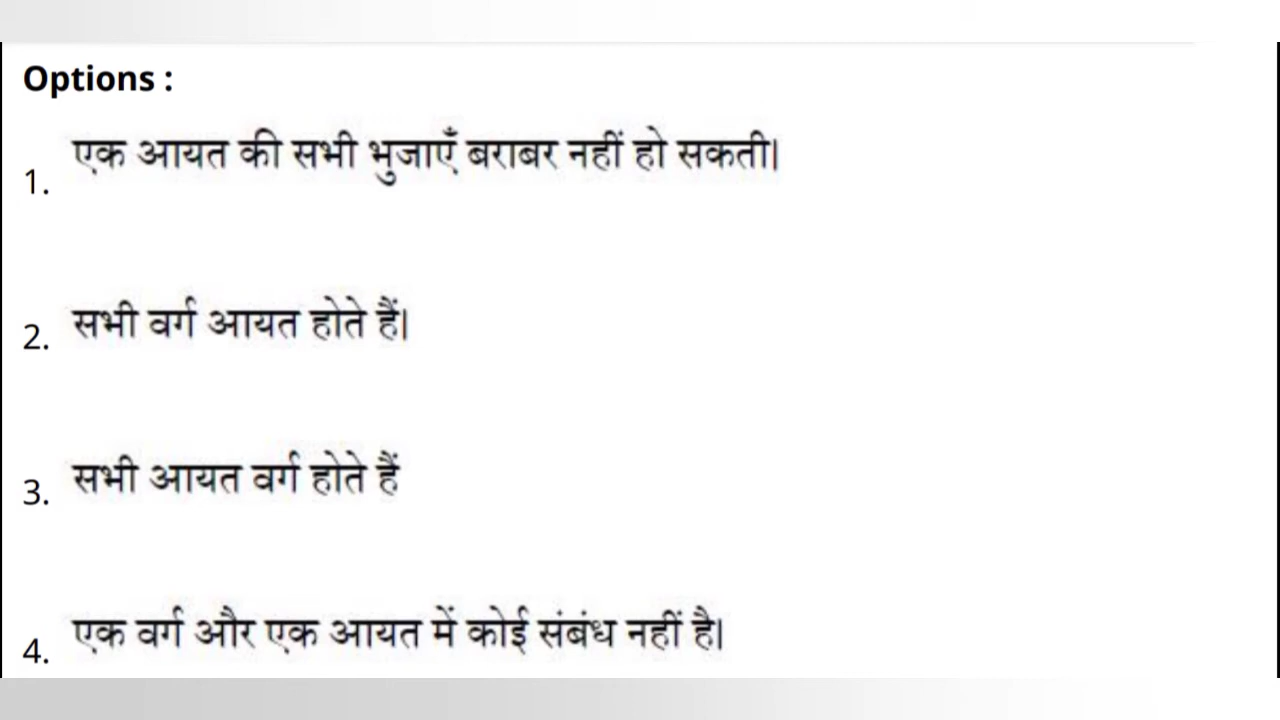 Options :
1. एक आयत की सभी भुजाएँ बराबर नहीं हो सकती।
2. सभी वर्ग आयत होते हैं।
3. सभी आयत वर्ग होते हैं
4. एक वर्ग और एक आयत में कोई संबंध नहीं है।